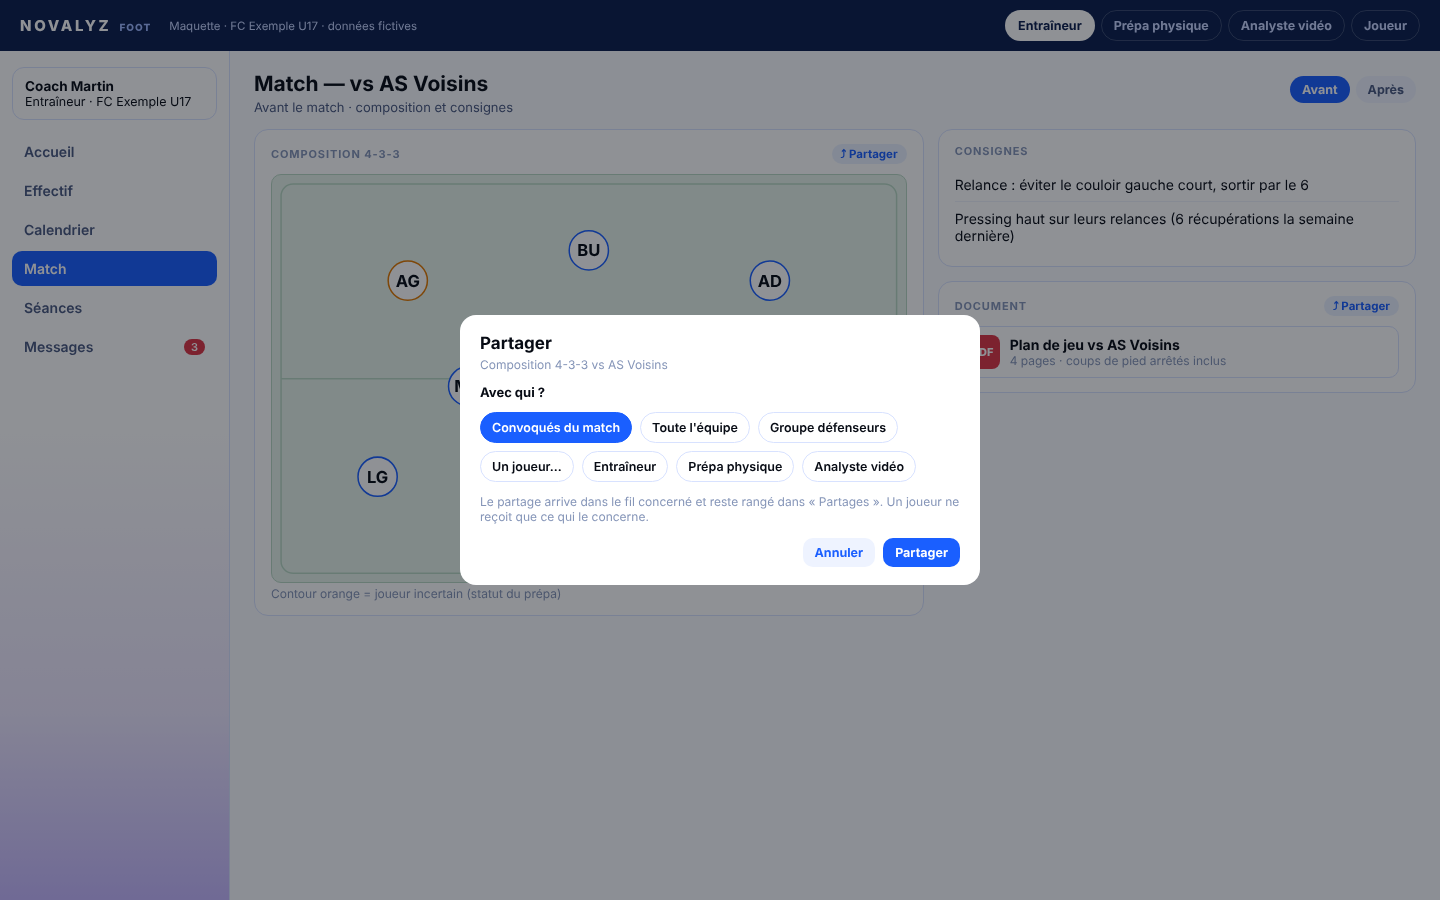 NOVALYZ FOOT
Maquette · FC Exemple U17 · données fictives
Entraîneur
Prépa physique
Analyste vidéo
Joueur
Coach Martin
Entraîneur · FC Exemple U17
Accueil
Effectif
Calendrier
Match
Séances
Messages
3
Match — vs AS Voisins
Avant le match · composition et consignes
Avant
Après
COMPOSITION 4-3-3
⤴ Partager
BU
AG
AD
LG
Contour orange = joueur incertain (statut du prépa)
CONSIGNES
Relance : éviter le couloir gauche court, sortir par le 6
Pressing haut sur leurs relances (6 récupérations la semaine
dernière)
DOCUMENT
⤴ Partager
Plan de jeu vs AS Voisins
4 pages · coups de pied arrêtés inclus
Partager
Composition 4-3-3 vs AS Voisins
Avec qui ?
Convoqués du match
Toute l'équipe
Groupe défenseurs
Un joueur…
Entraîneur
Prépa physique
Analyste vidéo
Le partage arrive dans le fil concerné et reste rangé dans « Partages ». Un joueur ne
reçoit que ce qui le concerne.
Annuler
Partager